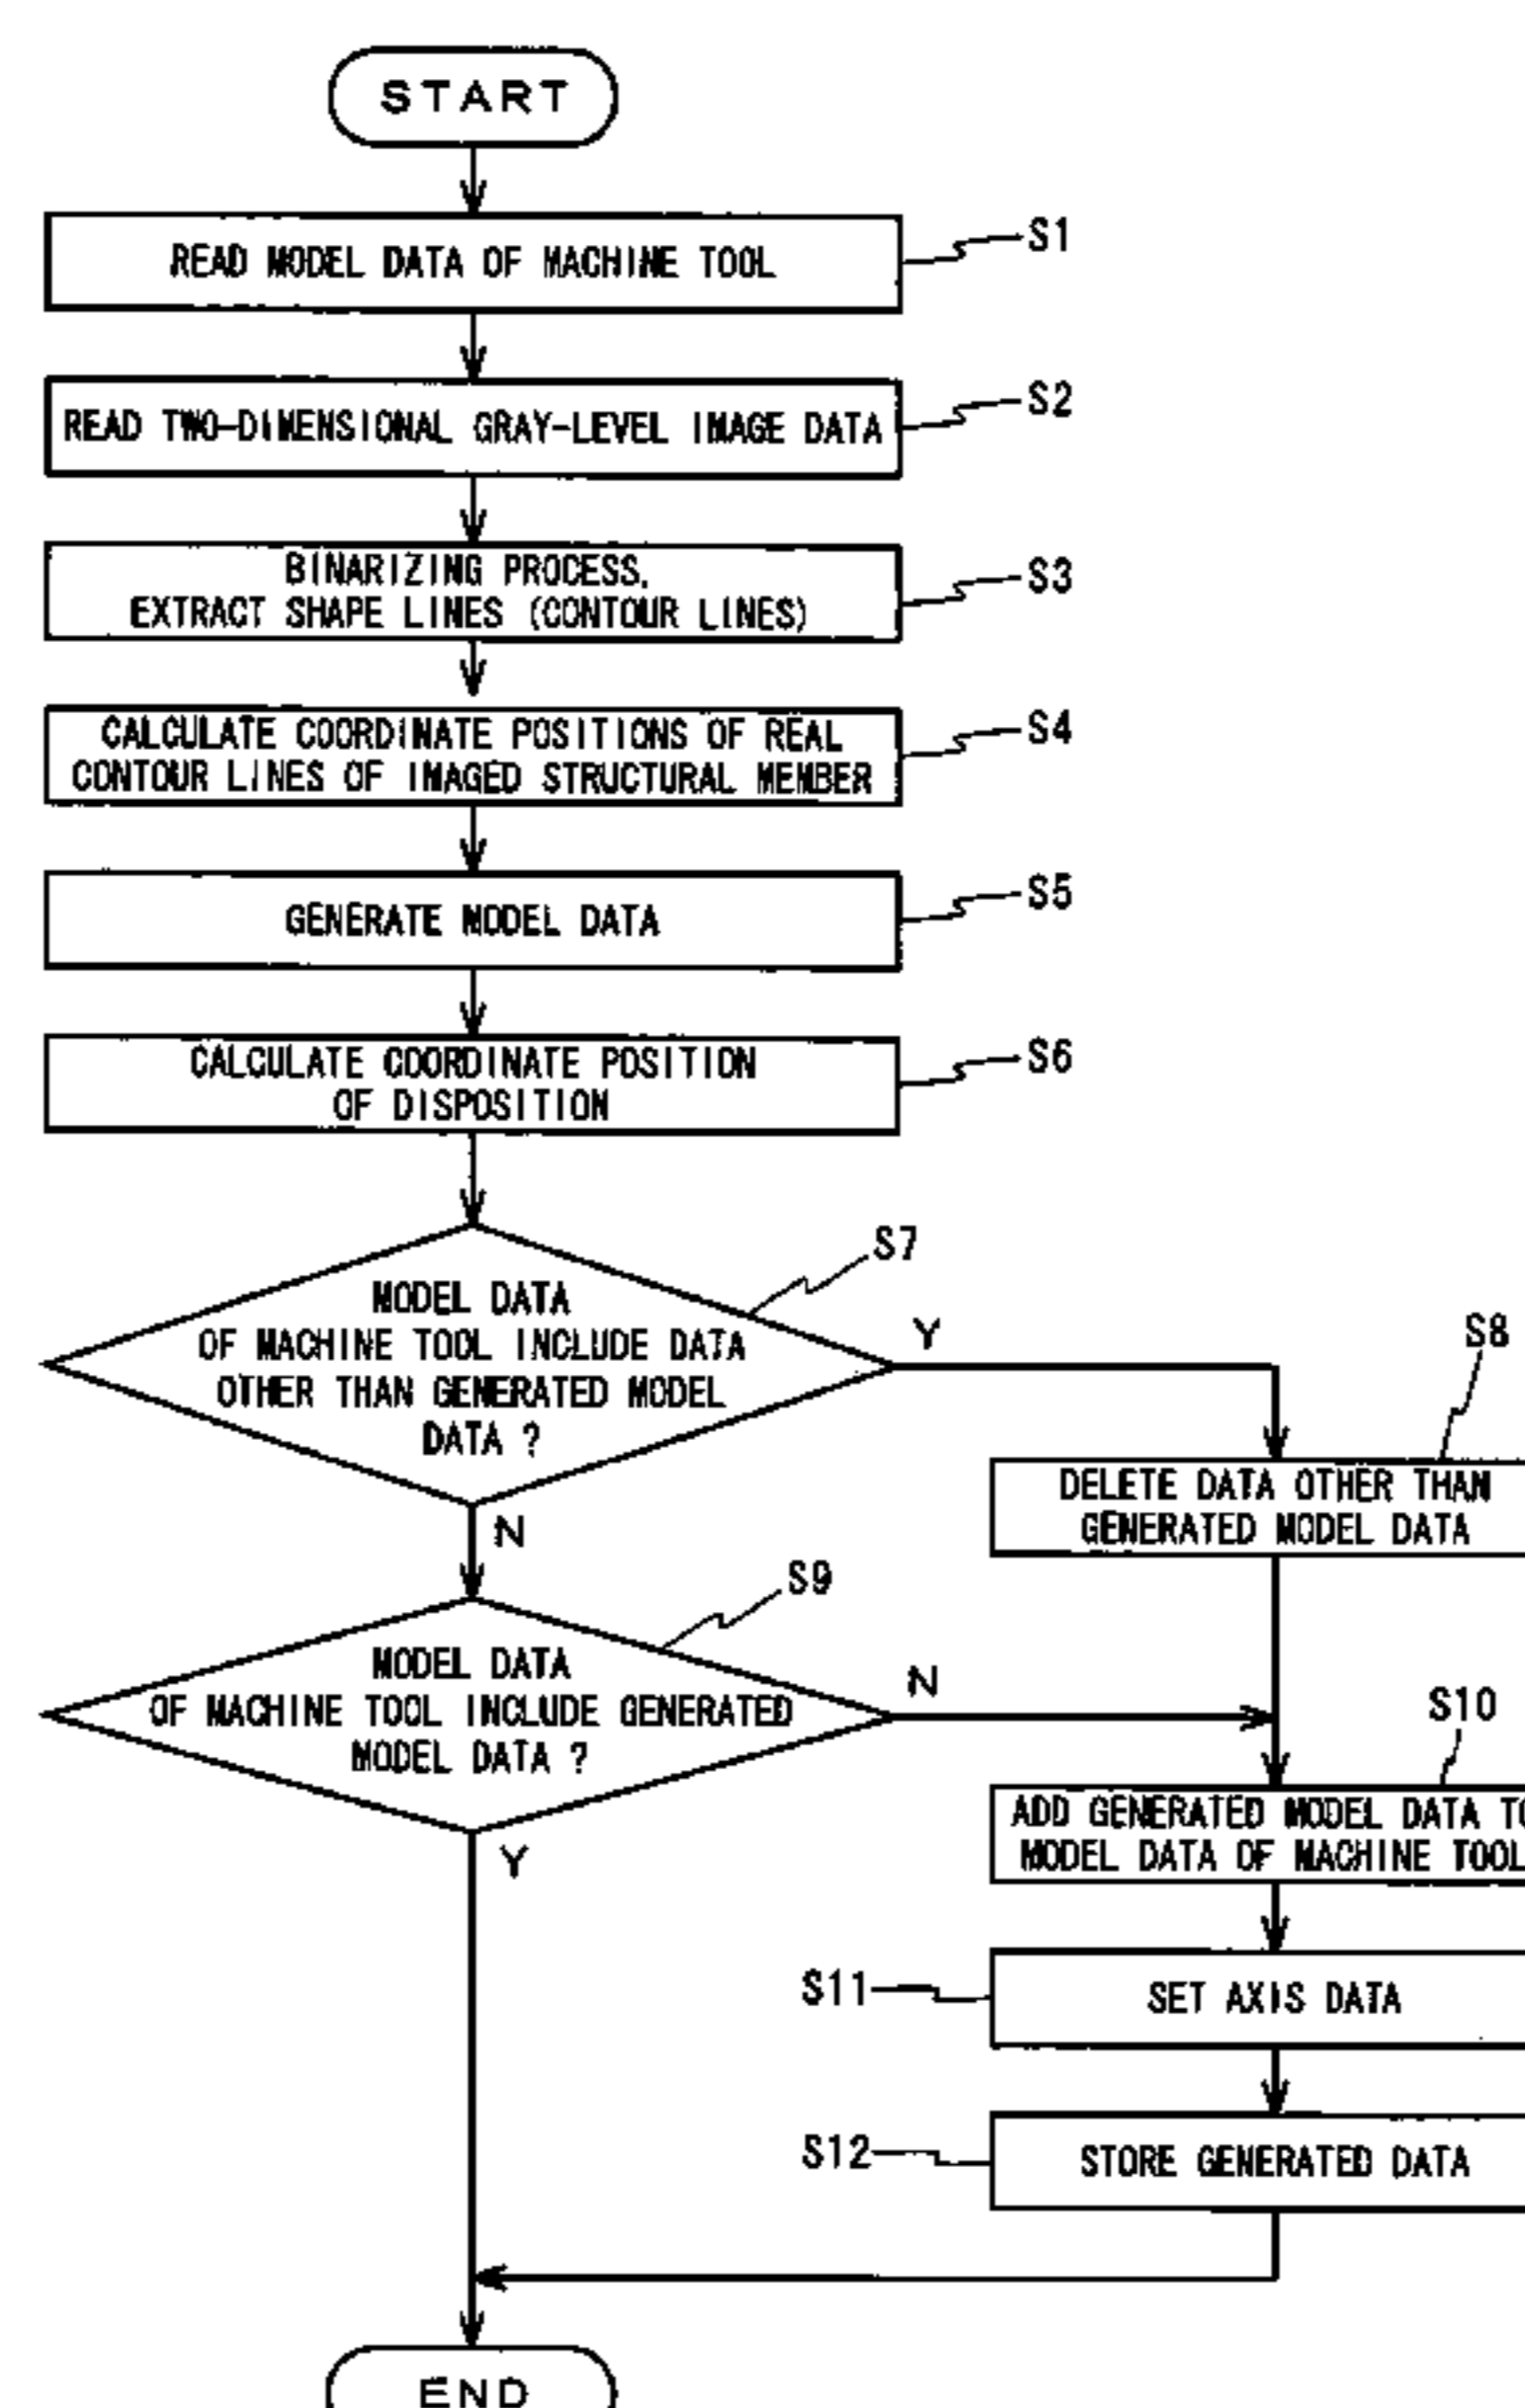 START
READ MODEL DATA OF MACHINE TOOL
S1
READ TWO-DIMENSIONAL GRAY-LEVEL IMAGE DATA
S2
BINARIZING PROCESS,
EXTRACT SHAPE LINES (CONTOUR LINES)
S3
CALCULATE COORDINATE POSITIONS OF REAL
CONTOUR LINES OF IMAGED STRUCTURAL MEMBER
S4
GENERATE MODEL DATA
S5
CALCULATE COORDINATE POSITION
OF DISPOSITION
S6
S7
MODEL DATA
OF MACHINE TOOL INCLUDE DATA
OTHER THAN GENERATED MODEL
DATA ?
Y
N
S8
DELETE DATA OTHER THAN
GENERATED MODEL DATA
S9
MODEL DATA
OF MACHINE TOOL INCLUDE GENERATED
MODEL DATA ?
N
Y
S10
ADD GENERATED MODEL DATA TO
MODEL DATA OF MACHINE TOOL
S11
SET AXIS DATA
S12
STORE GENERATED DATA
END